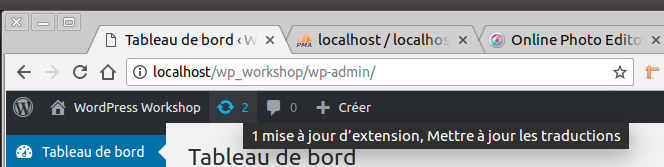 Tableau de bord ‹ W
localhost / localhos
Online Photo Edito
localhost/wp_workshop/wp-admin/
WordPress Workshop 2 0 Créer
1 mise à jour d’extension, Mettre à jour les traductions
Tableau de bord
Tableau de bord